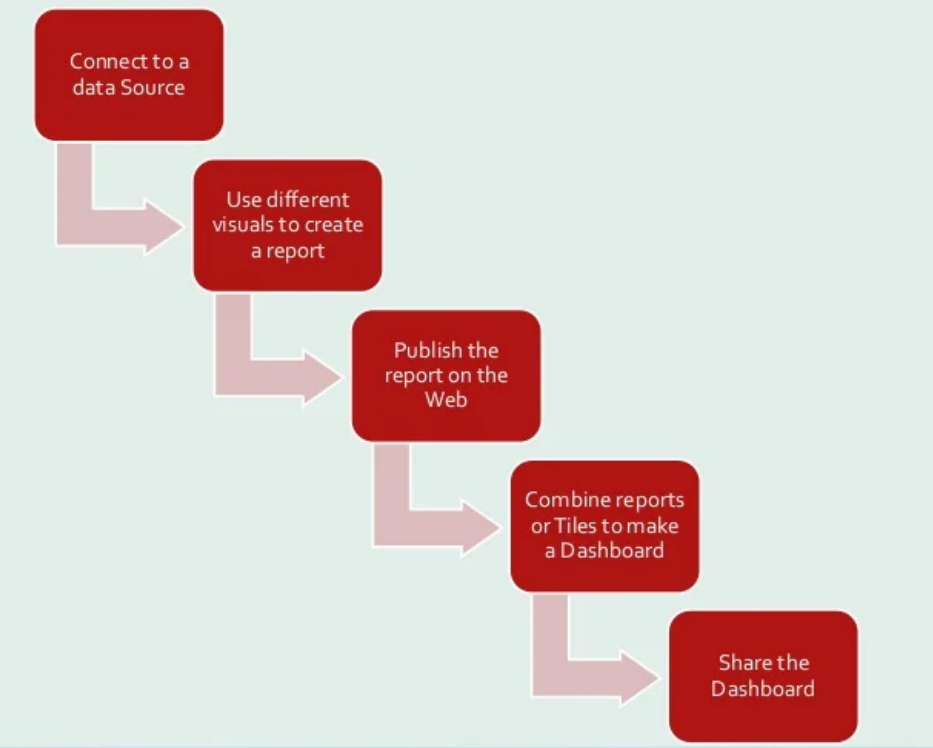 Connect to a
data Source
Use different
visuals to create
a report
Publish the
report on the
Web
Combine reports
or Tiles to make
a Dashboard
Share the
Dashboard